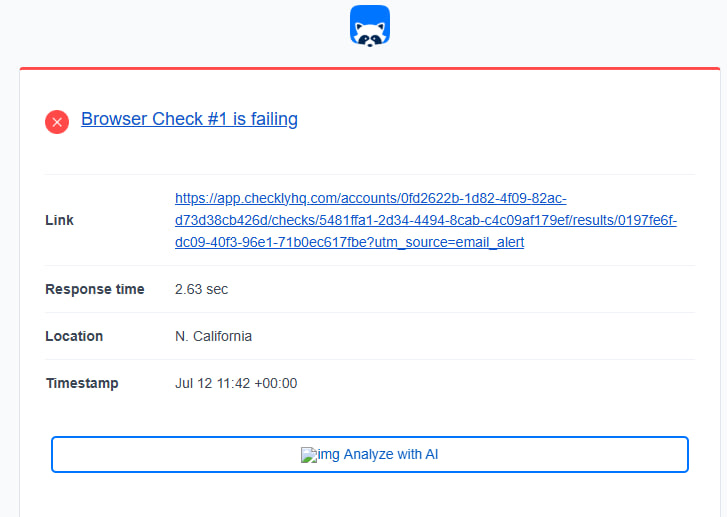 Browser Check #1 is failing
Link
https://app.checklyhq.com/accounts/0fd2622b-1d82-4f09-82ac-
d73d38cb426d/checks/5481ffa1-2d34-4494-8cab-c4c09af179ef/results/0197fe6f-
dc09-40f3-96e1-71b0ec617fbe?utm_source=email_alert
Response time 2.63 sec
Location N. California
Timestamp Jul 12 11:42 +00:00
img Analyze with AI